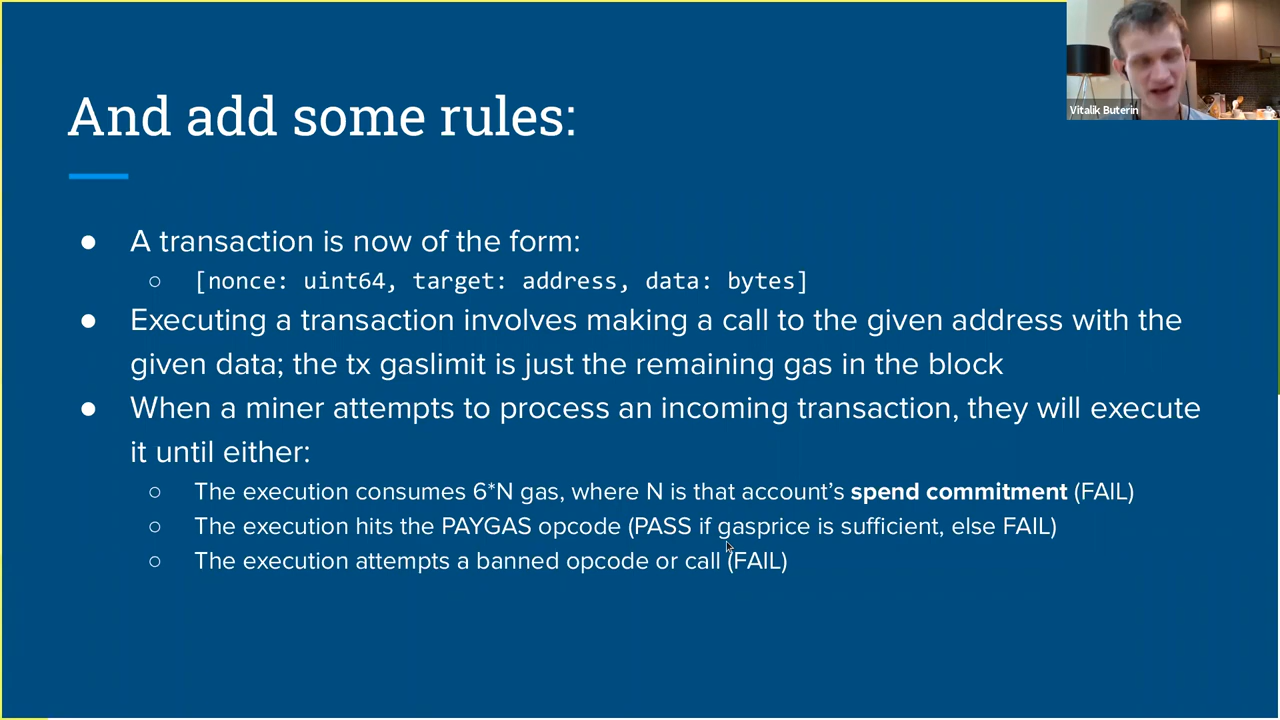 And add some rules:
● A transaction is now of the form:
○ [nonce: uint64, target: address, data: bytes]
● Executing a transaction involves making a call to the given address with the
given data; the tx gaslimit is just the remaining gas in the block
● When a miner attempts to process an incoming transaction, they will execute
it until either:
○ The execution consumes 6*N gas, where N is that account’s spend commitment (FAIL)
○ The execution hits the PAYGAS opcode (PASS if gasprice is sufficient, else FAIL)
○ The execution attempts a banned opcode or call (FAIL)
Vitalik Buterin